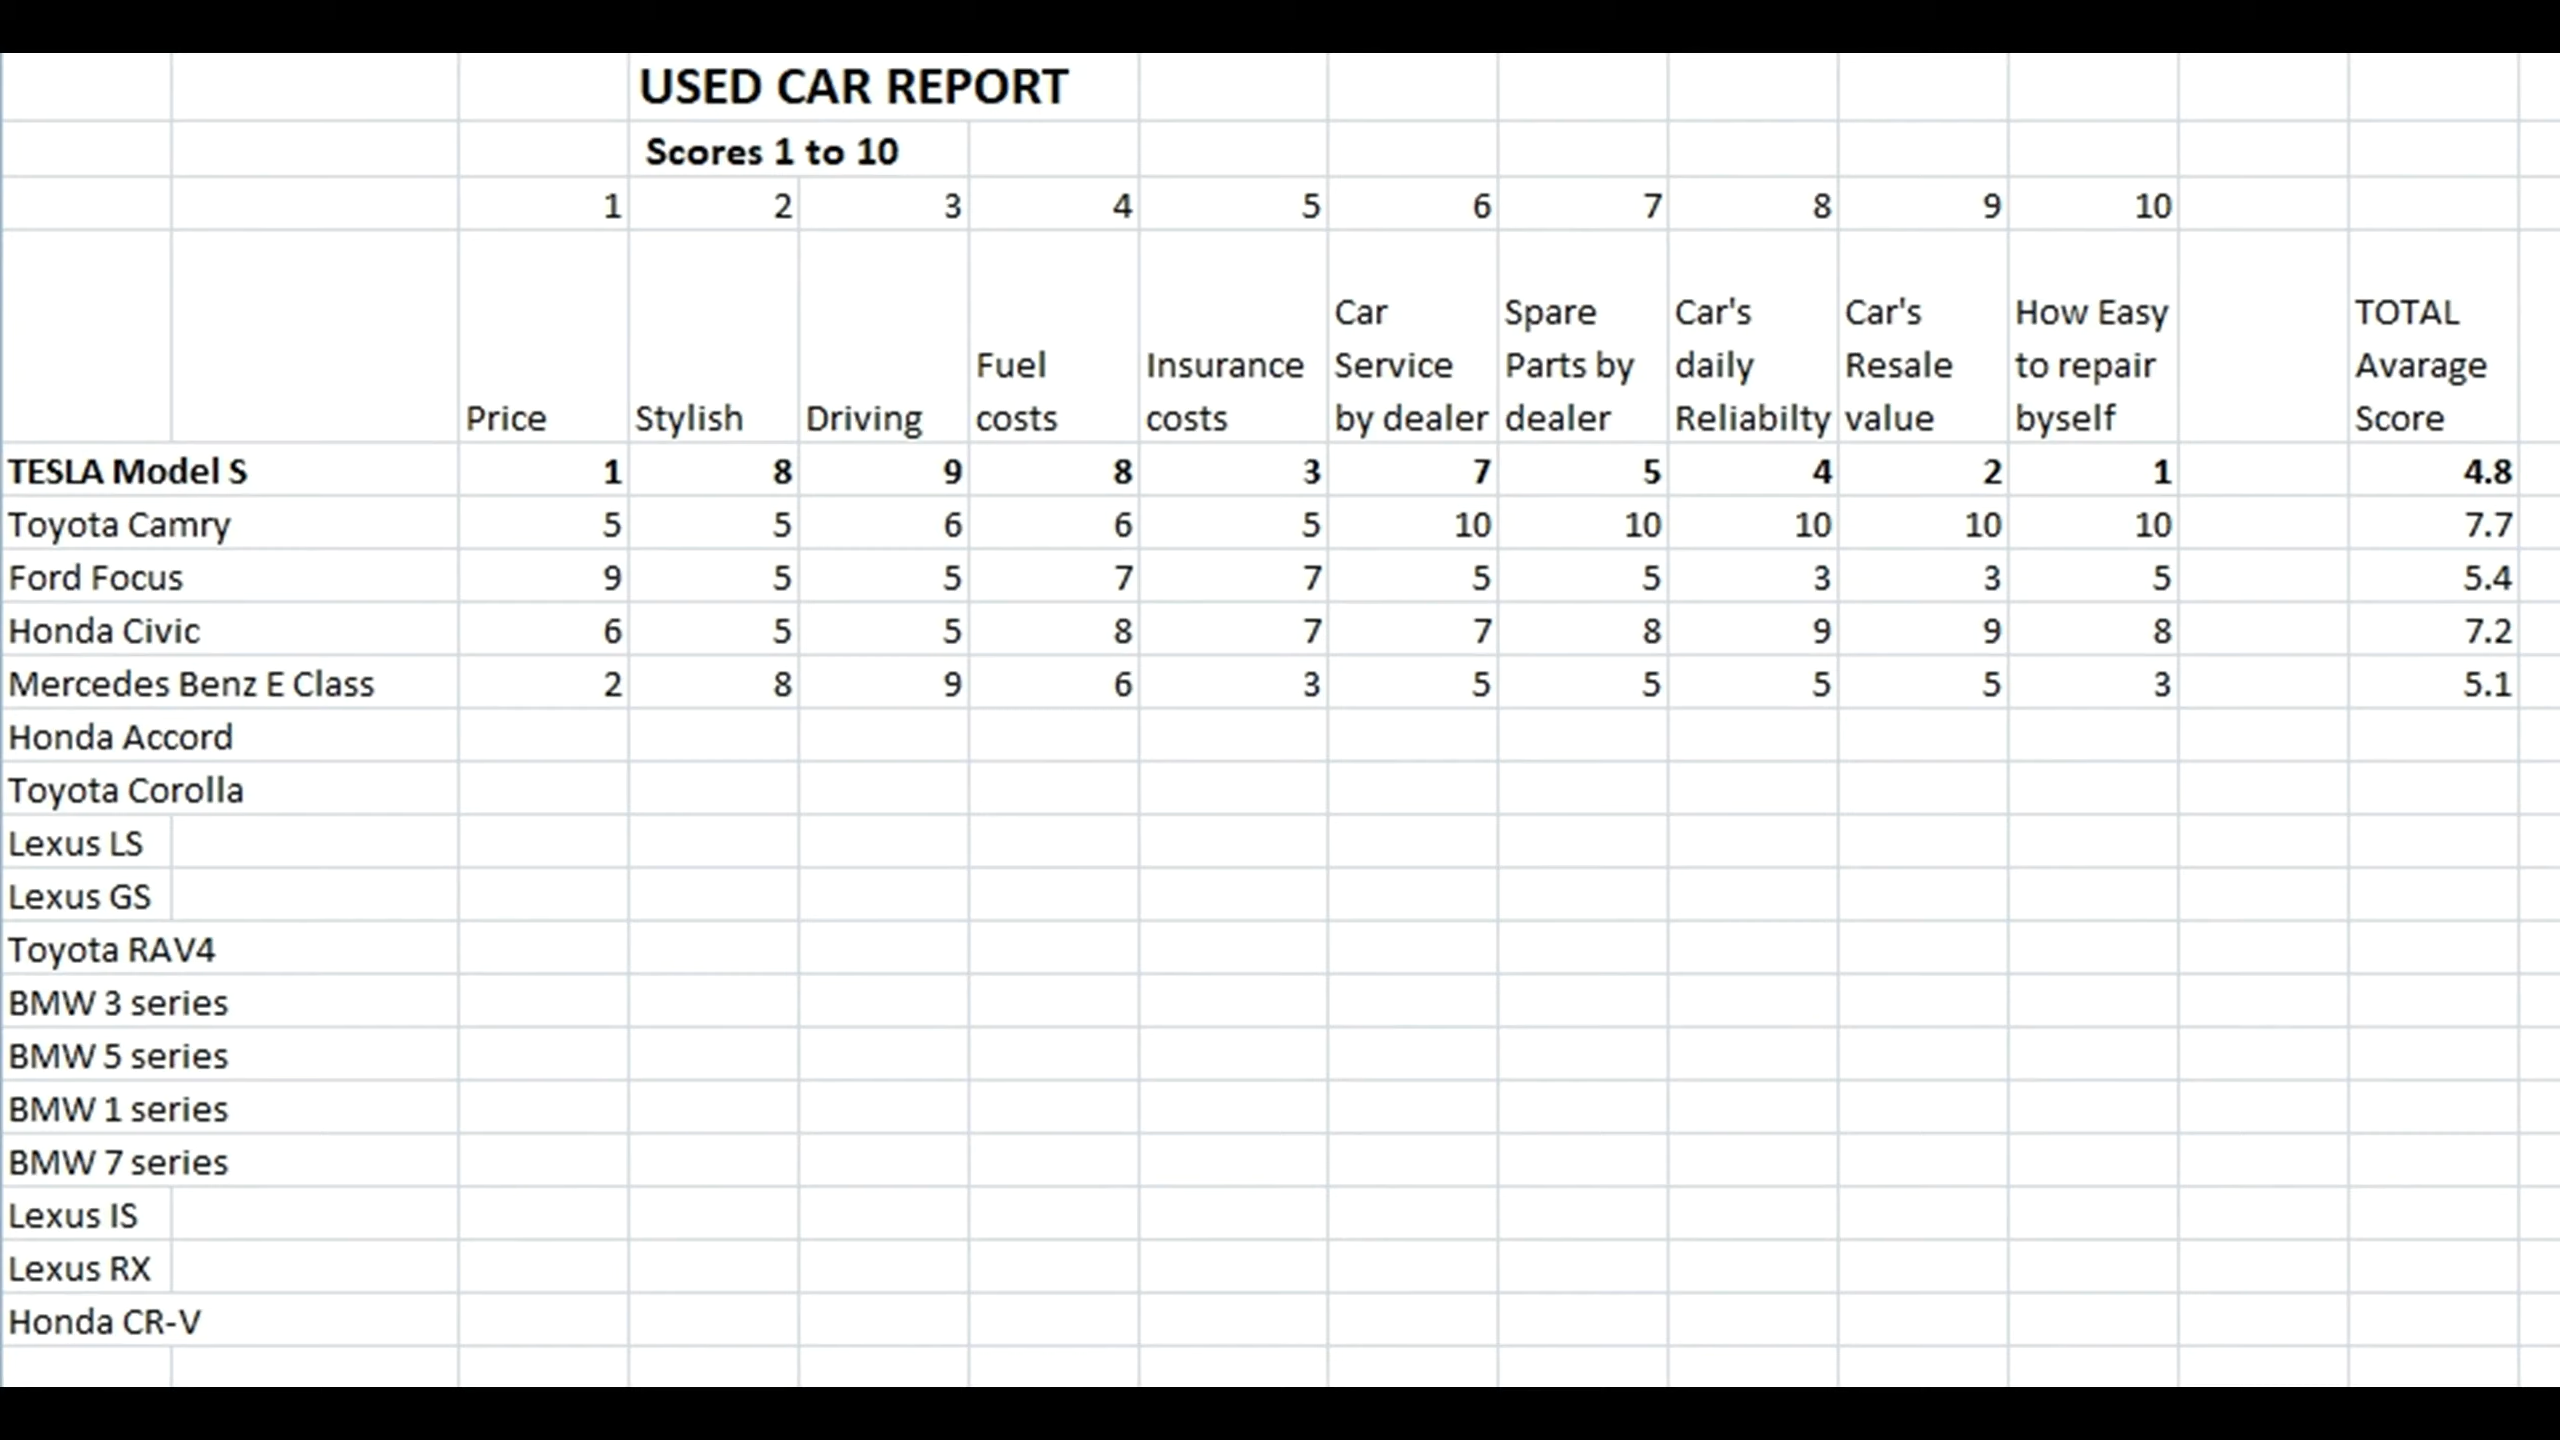 USED CAR REPORT
Scores 1 to 10
1 2 3 4 5 6 7 8 9 10
Price Stylish Driving Fuel costs Insurance costs Car Service by dealer Spare Parts by dealer Car's daily Reliabilty Car's Resale value How Easy to repair byself TOTAL Avarage Score
TESLA Model S 1 8 9 8 3 7 5 4 2 1 4.8
Toyota Camry 5 5 6 6 5 10 10 10 10 10 7.7
Ford Focus 9 5 5 7 7 5 5 3 3 5 5.4
Honda Civic 6 5 5 8 7 7 8 9 9 8 7.2
Mercedes Benz E Class 2 8 9 6 3 5 5 5 5 3 5.1
Honda Accord
Toyota Corolla
Lexus LS
Lexus GS
Toyota RAV4
BMW 3 series
BMW 5 series
BMW 1 series
BMW 7 series
Lexus IS
Lexus RX
Honda CR-V